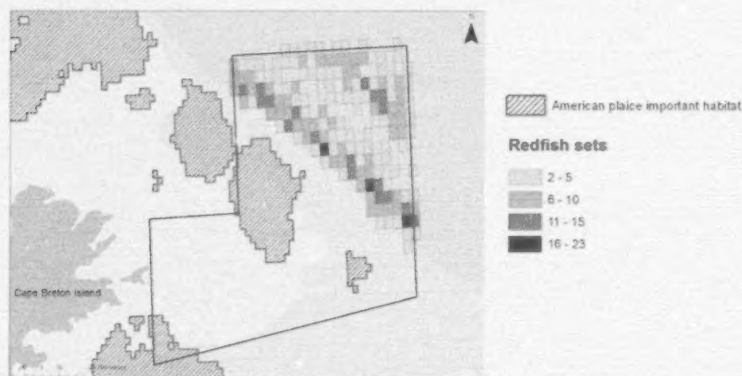 N
American plaice important habitat
Redfish sets
2 - 5
6 - 10
11 - 15
16 - 23
Cape Breton Island